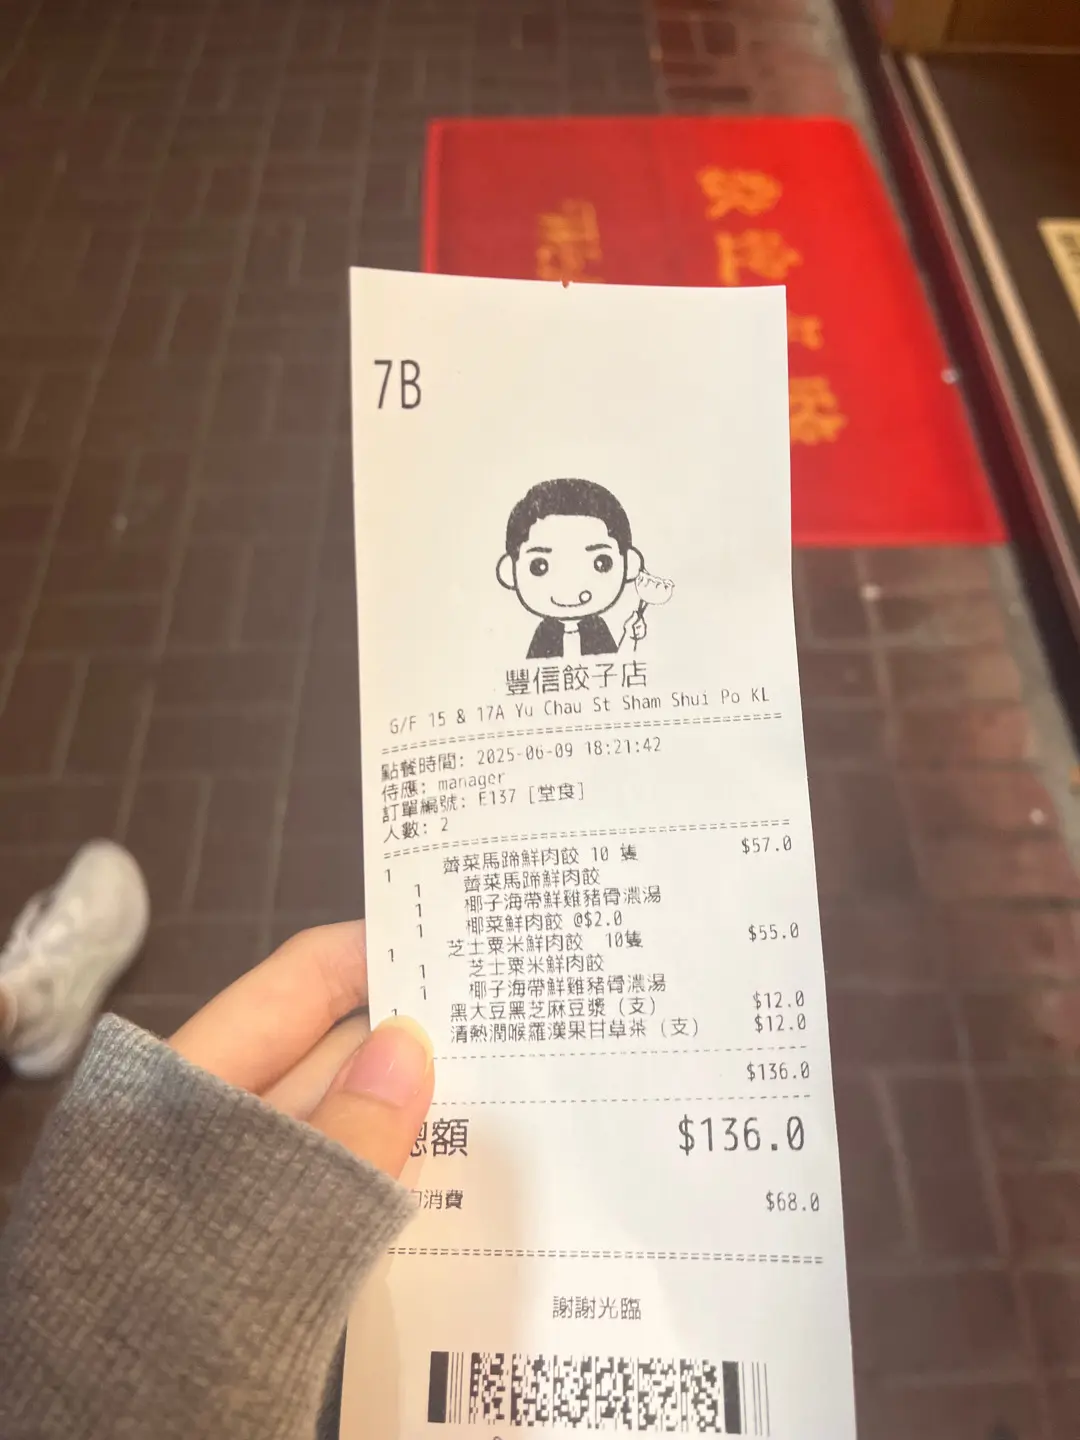 7B
豐信餃子店
G/F 15 & 17A Yu Chau St Sham Shui Po KL
點餐時間: 2025-06-09 18:21:42
侍應: manager
訂單編號: E137 [堂食]
人數: 2
1 薺菜馬蹄鮮肉餃 10 隻 $57.0
1 薺菜馬蹄鮮肉餃
1 椰子海帶鮮雞豬骨濃湯
1 椰菜鮮肉餃 @$2.0
1 芝士粟米鮮肉餃 10隻 $55.0
1 芝士粟米鮮肉餃
1 椰子海帶鮮雞豬骨濃湯
1 黑大豆黑芝麻豆漿 (支) $12.0
清熱潤喉羅漢果甘草茶 (支) $12.0
$136.0
總額 $136.0
消費 $68.0
謝謝光臨